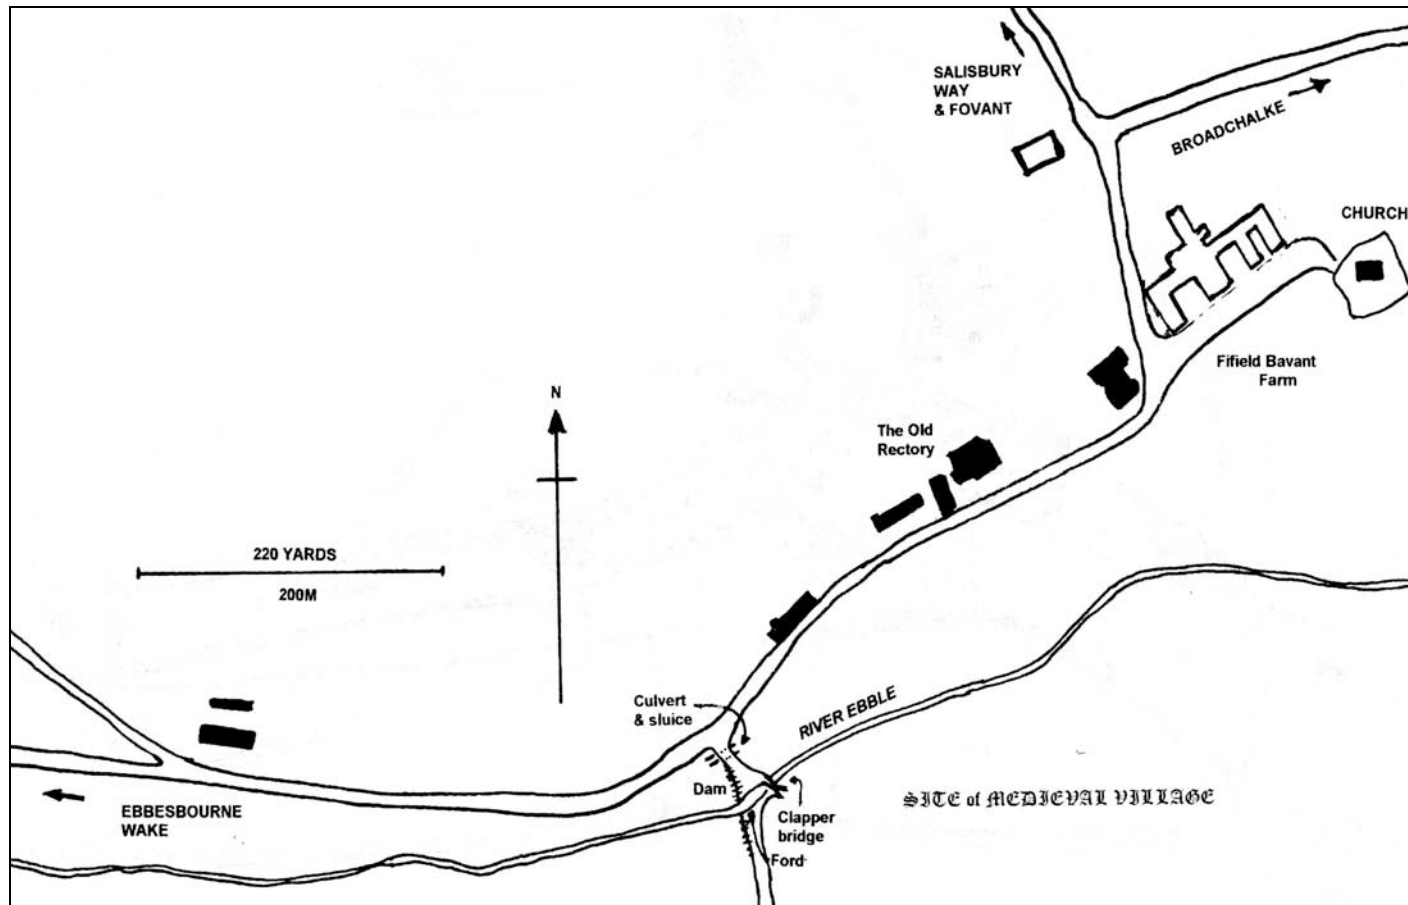 SALISBURY
WAY
& FOVANT
BROADCHALKE
CHURCH
Fifield Bavant
Farm
N
The Old
Rectory
220 YARDS
200M
Culvert
& sluice
RIVER EBBLE
Dam
SITE of MEDIEVAL VILLAGE
EBBESBOURNE
WAKE
Clapper
bridge
Ford